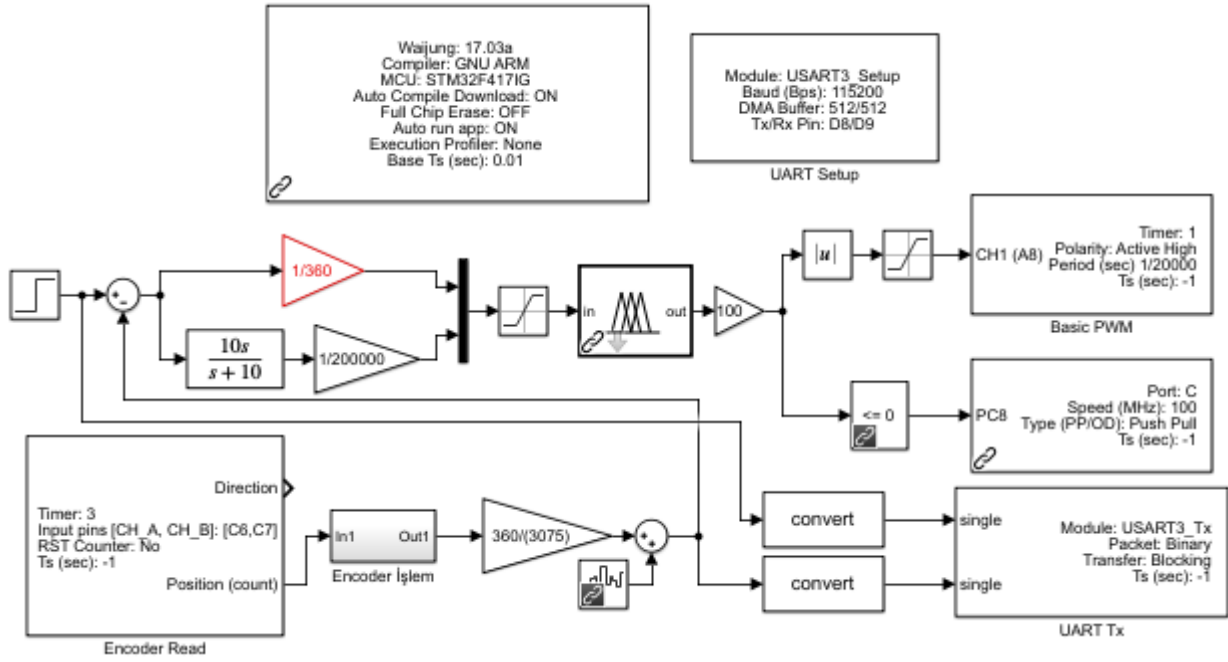 Waijung: 17.03a
Compiler: GNU ARM
MCU: STM32F417IG
Auto Compile Download: ON
Full Chip Erase: OFF
Auto run app: ON
Execution Profiler: None
Base Ts (sec): 0.01
Module: USART3_Setup
Baud (Bps): 115200
DMA Buffer: 512/512
Tx/Rx Pin: D8/D9
UART Setup
1/360
10s
s + 10
1/200000
in
out
100
|u|
CH1 (A8)
Timer: 1
Polarity: Active High
Period (sec) 1/20000
Ts (sec): -1
Basic PWM
<= 0
PC8
Port: C
Speed (MHz): 100
Type (PP/OD): Push Pull
Ts (sec): -1
Direction
Timer: 3
Input pins [CH_A, CH_B]: [C6,C7]
RST Counter: No
Ts (sec): -1
Position (count)
Encoder Read
In1
Out1
Encoder İşlem
360/(3075)
convert
convert
single
single
Module: USART3_Tx
Packet: Binary
Transfer: Blocking
Ts (sec): -1
UART Tx